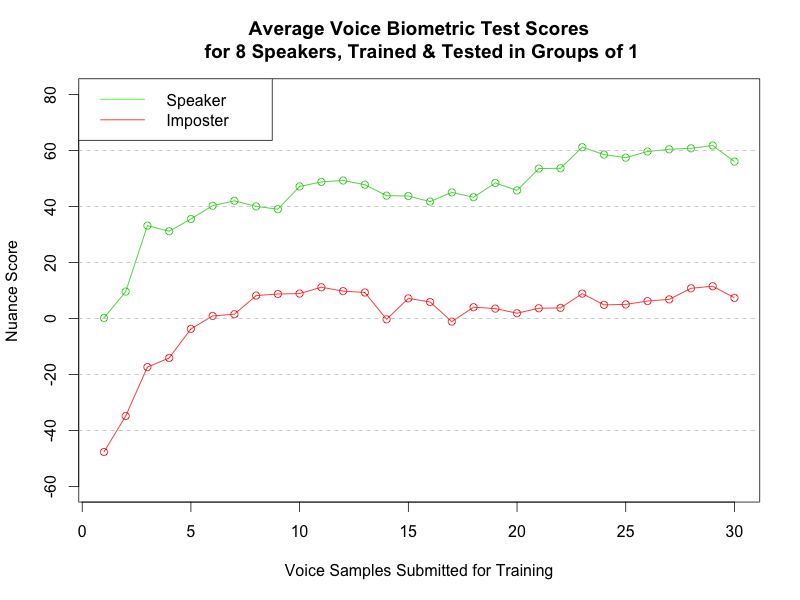 Average Voice Biometric Test Scores
for 8 Speakers, Trained & Tested in Groups of 1
Speaker
Imposter
Nuance Score
80
60
40
20
0
-20
-40
-60
0 5 10 15 20 25 30
Voice Samples Submitted for Training